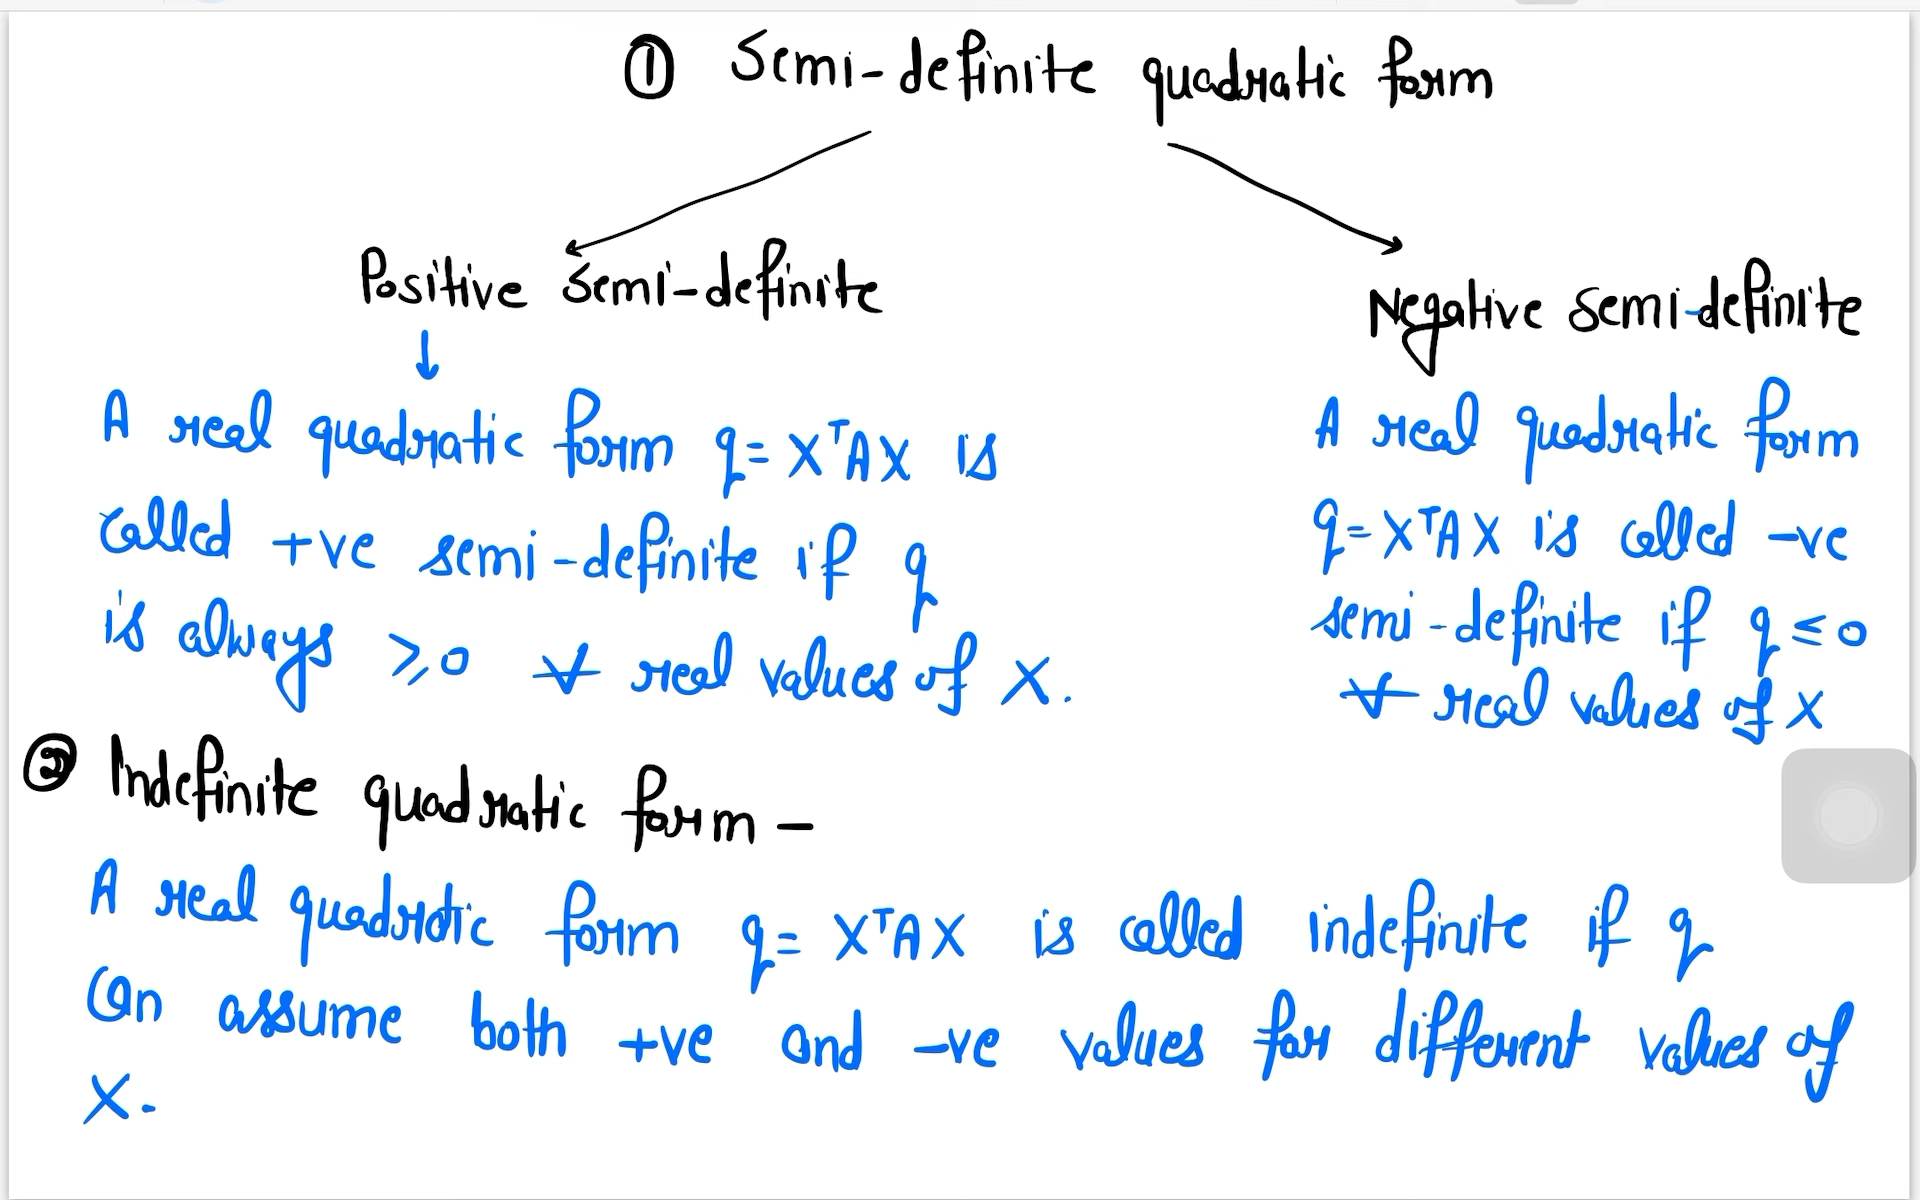 ① Semi-definite quadratic form
Positive Semi-definite
Negative Semi-definite
A real quadratic form q= XᵀAX is
called +ve semi-definite if q
is always ≥0 ∀ real values of X.
A real quadratic form
q=XᵀAX is called -ve
semi-definite if q ≤0
∀ real values of X
② Indefinite quadratic form -
A real quadratic form q= XᵀAX is called indefinite if q
Can assume both +ve and -ve values for different values of
X.